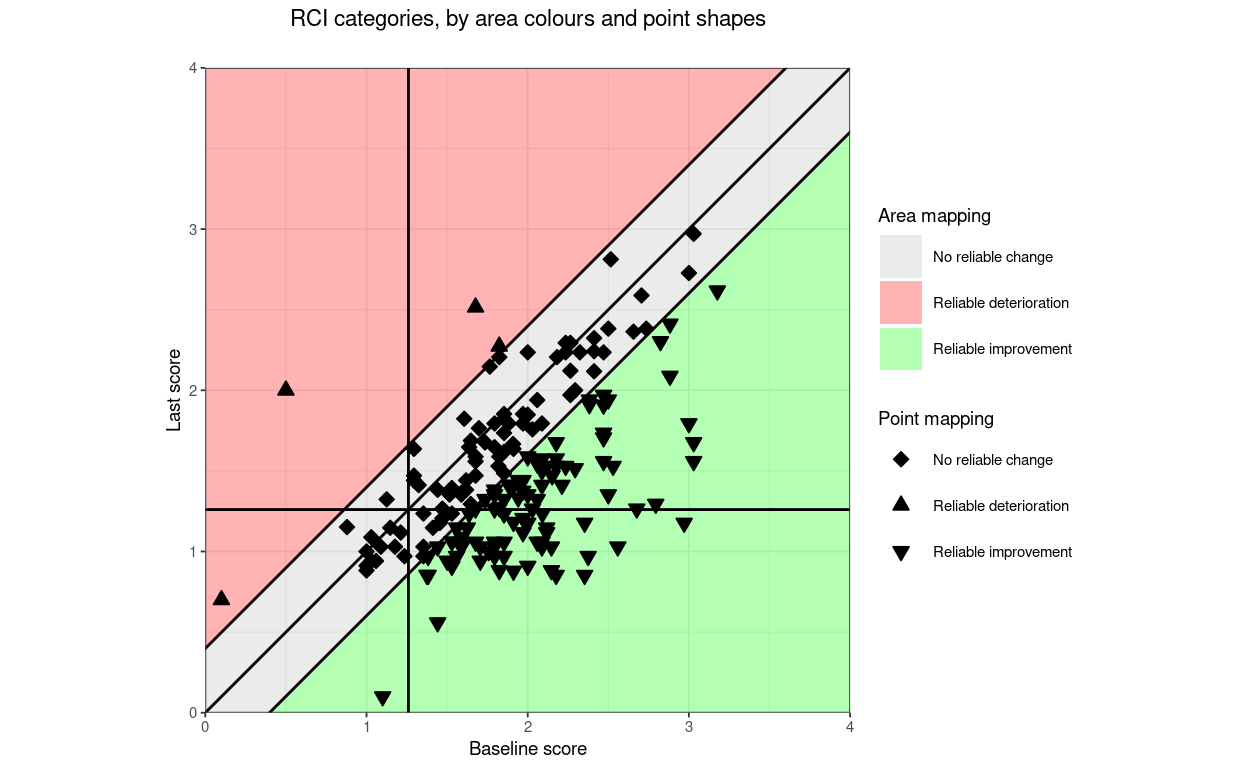 RCI categories, by area colours and point shapes
Last score
4
3
2
1
0
0 1 2 3 4
Baseline score
Area mapping
No reliable change
Reliable deterioration
Reliable improvement
Point mapping
No reliable change
Reliable deterioration
Reliable improvement